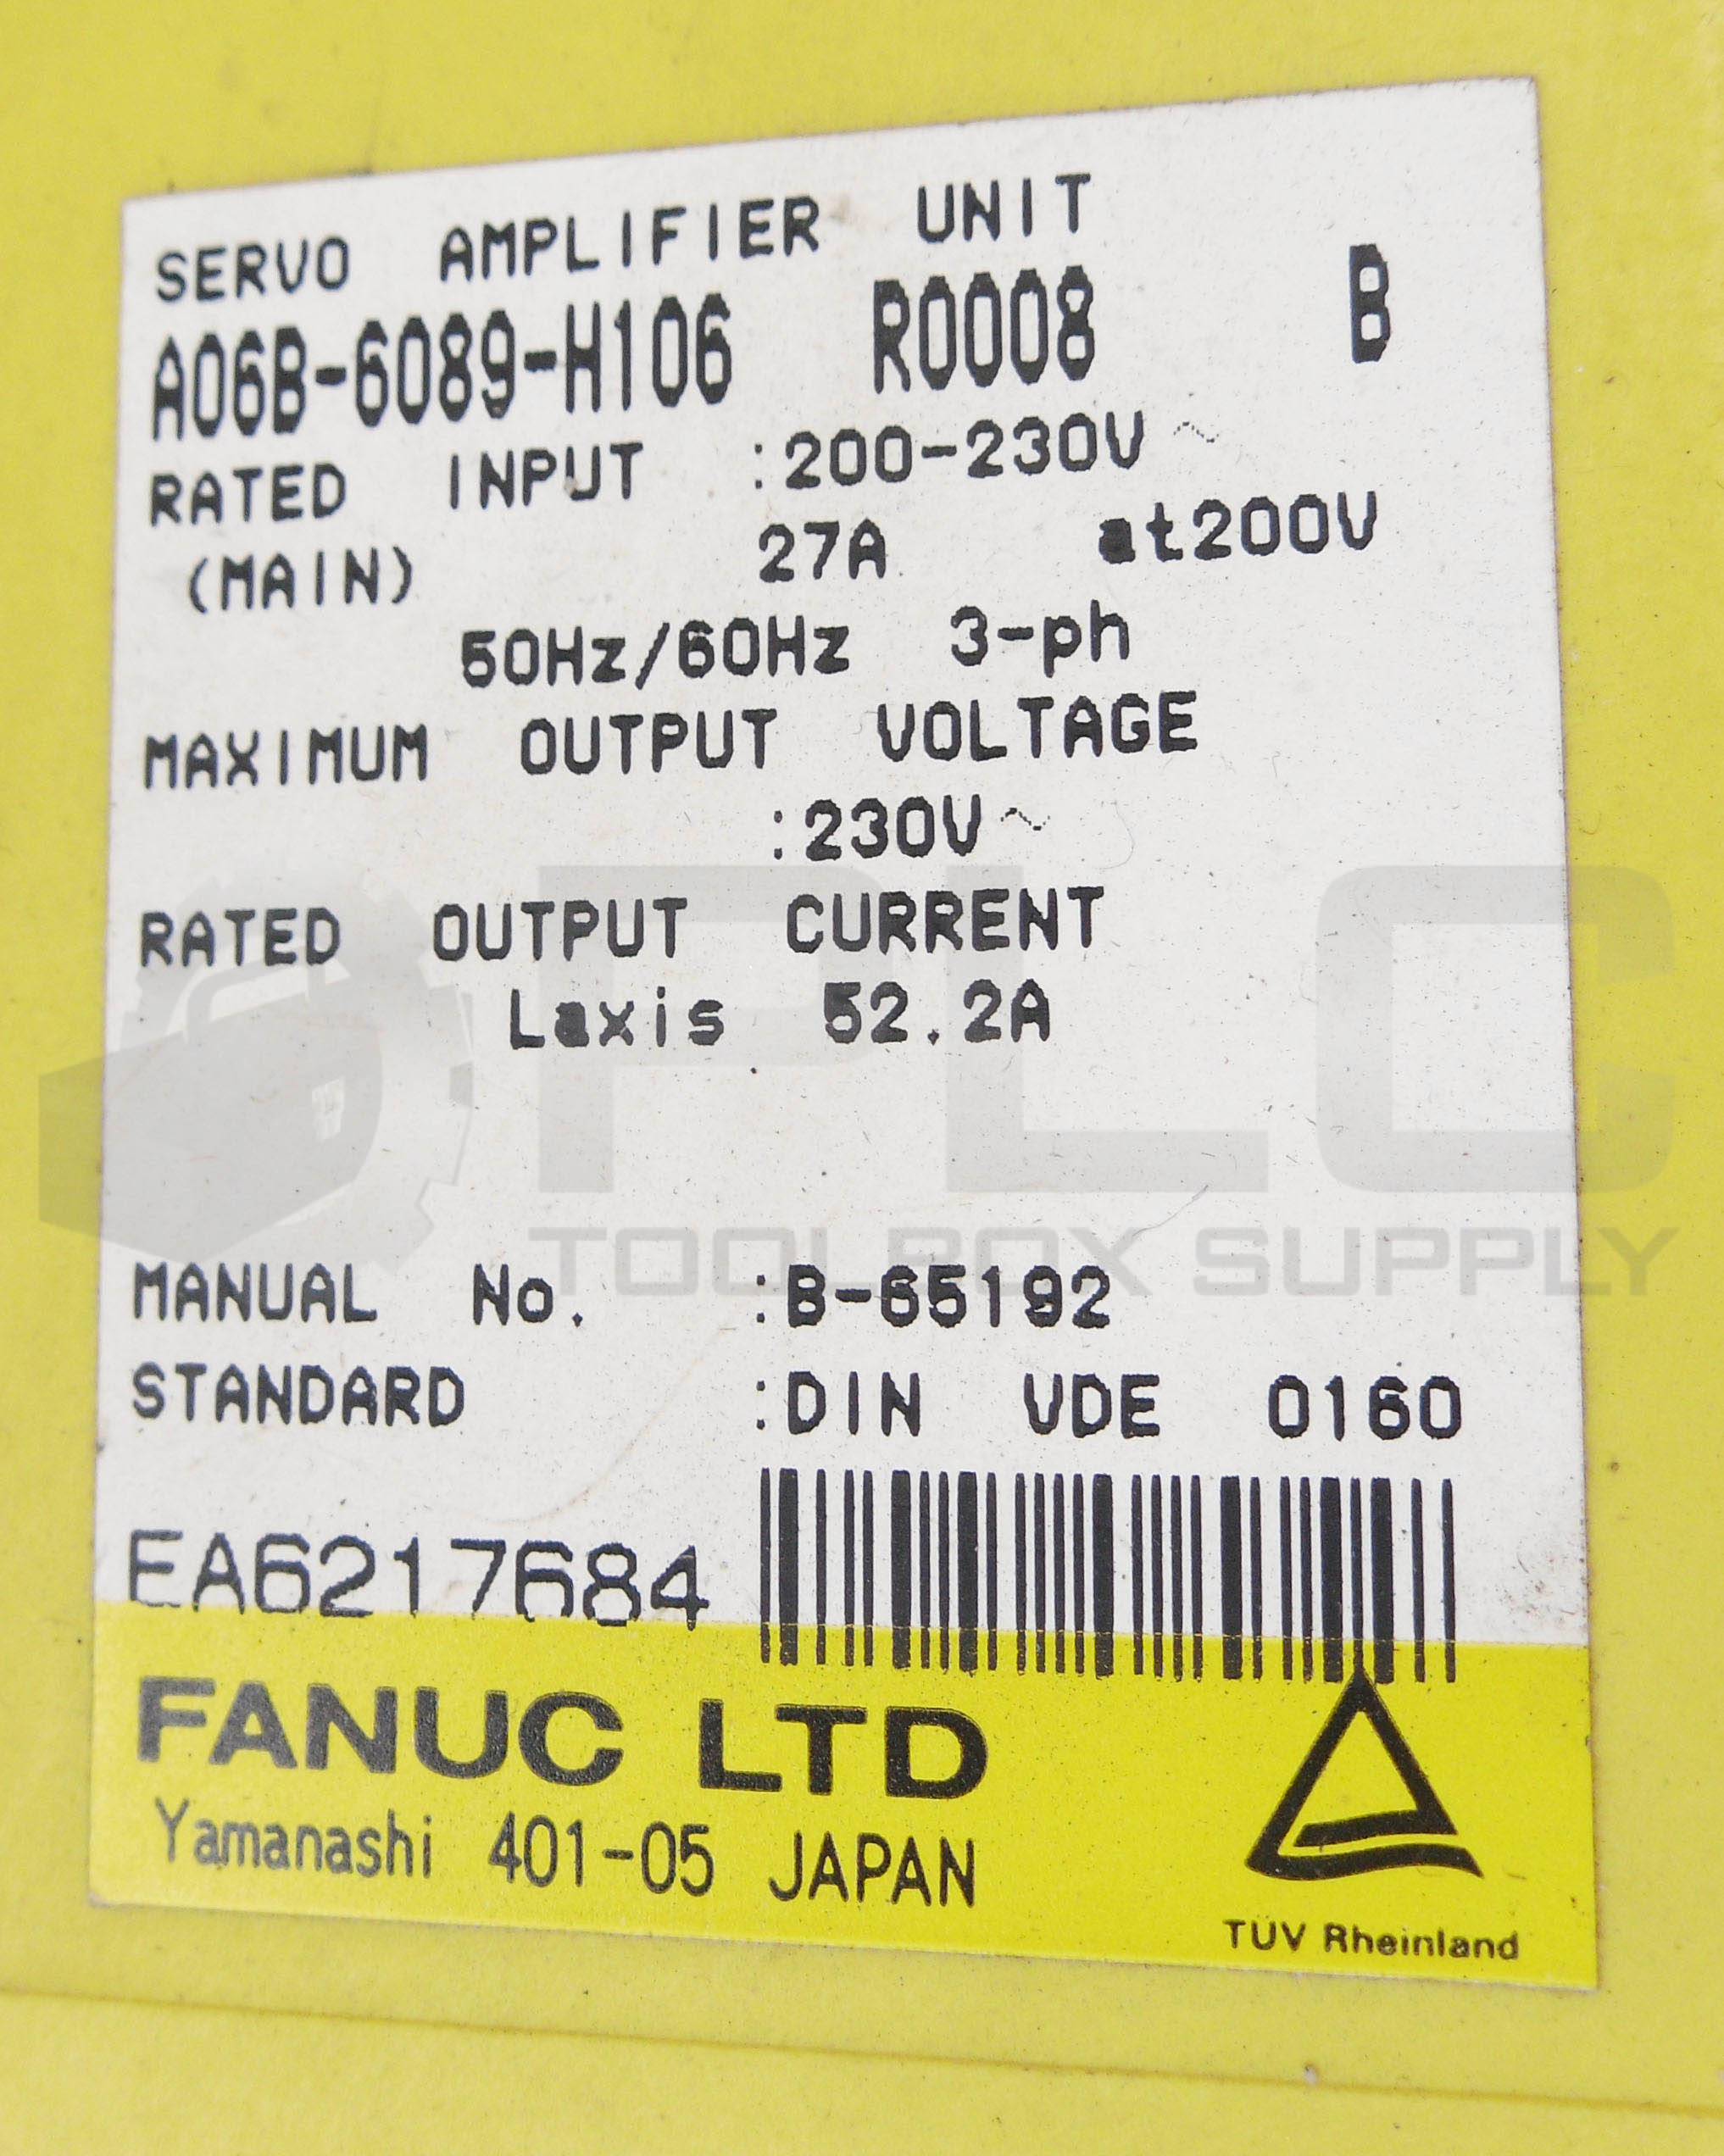 SERVO AMPLIFIER UNIT
A06B-6089-H106 R0008 B
RATED INPUT :200-230V~
(MAIN) 27A at200V
50Hz/60Hz 3-ph
MAXIMUM OUTPUT VOLTAGE
:230V~
RATED OUTPUT CURRENT
Laxis 52.2A
PLC
TOOLBOX SUPPLY
MANUAL No. :B-65192
STANDARD :DIN VDE 0160
EA6217684
FANUC LTD
Yamanashi 401-05 JAPAN
TÜV Rheinland